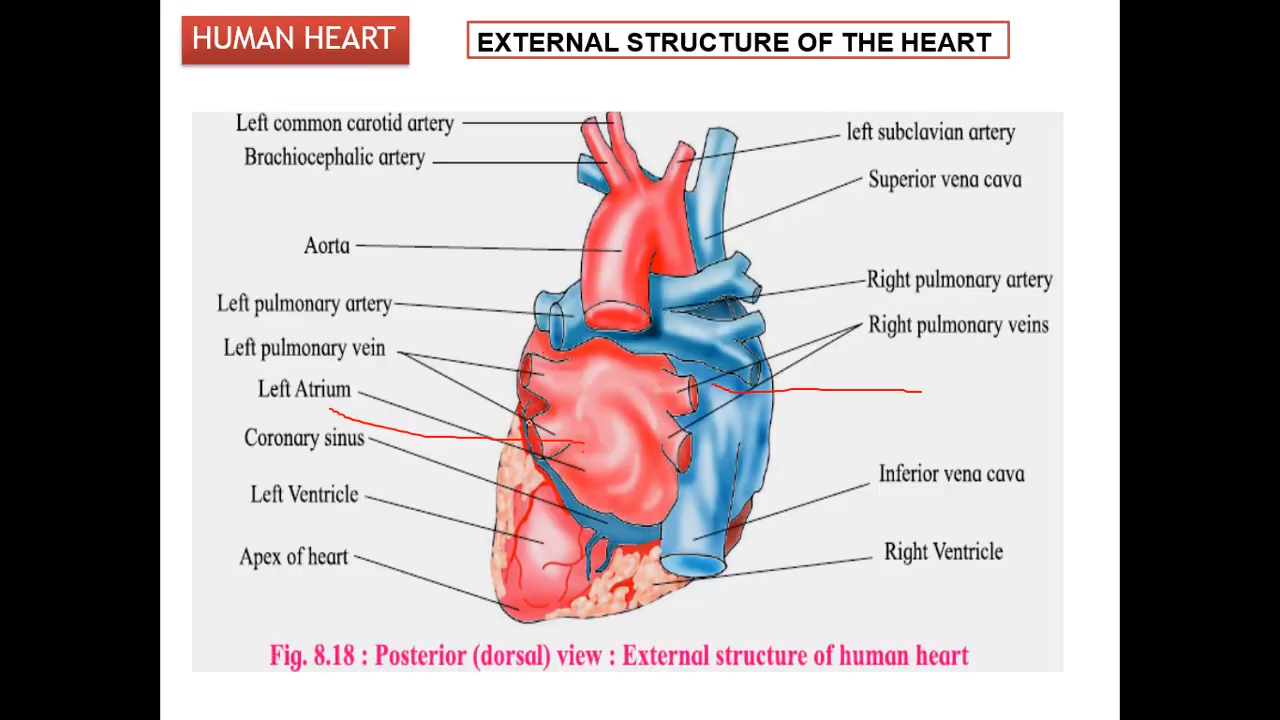 HUMAN HEART
EXTERNAL STRUCTURE OF THE HEART
Left common carotid artery
Brachiocephalic artery
Aorta
Left pulmonary artery
Left pulmonary vein
Left Atrium
Coronary sinus
Left Ventricle
Apex of heart
left subclavian artery
Superior vena cava
Right pulmonary artery
Right pulmonary veins
Inferior vena cava
Right Ventricle
Fig. 8.18 : Posterior (dorsal) view : External structure of human heart